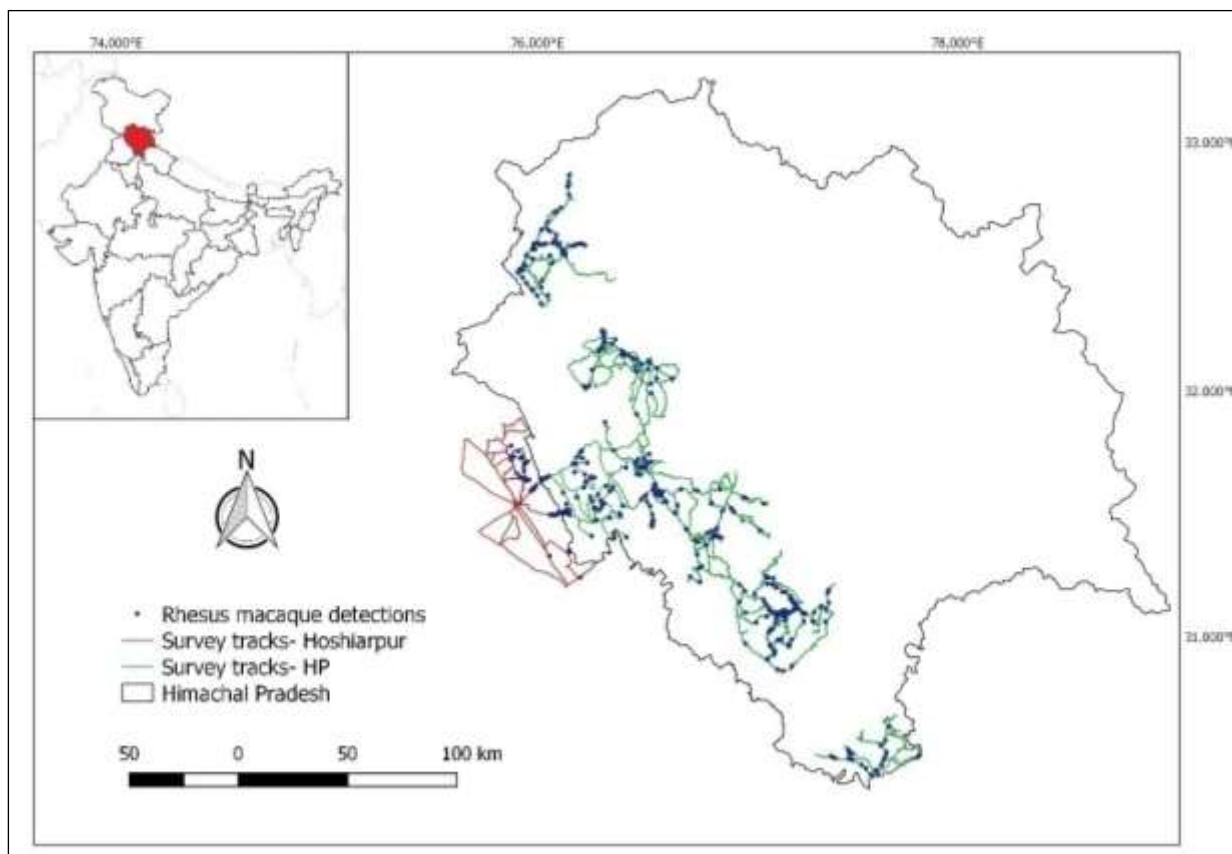 74.000°E 76.000°E 78.000°E
33.000°E
32.000°E
31.000°E
N
Rhesus macaque detections
Survey tracks- Hoshiarpur
Survey tracks- HP
Himachal Pradesh
50 0 50 100 km